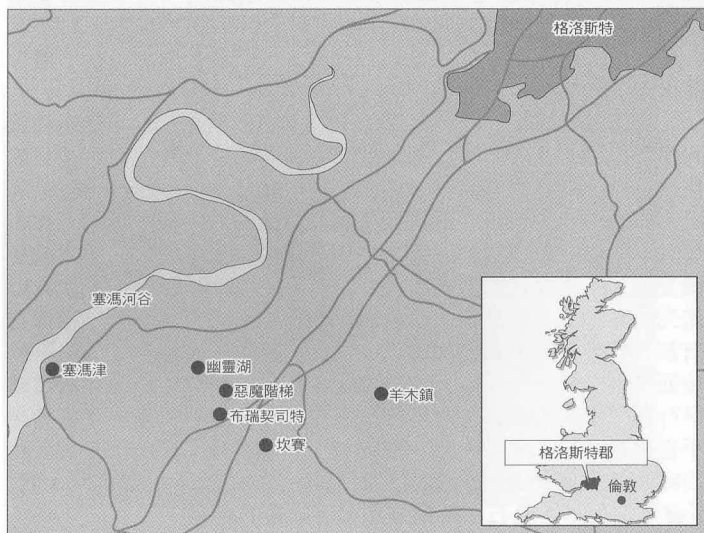 格洛斯特
塞馮河谷
塞馮津
幽靈湖
惡魔階梯
布瑞契司特
坎賽
羊木鎮
格洛斯特郡
倫敦